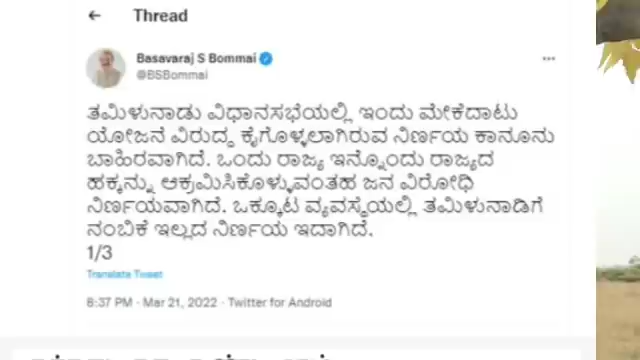 Thread
Basavaraj S Bommai
@BSBommai
ತಮಿಳುನಾಡು ವಿಧಾನಸಭೆಯಲ್ಲಿ ಇಂದು ಮೇಕೆದಾಟು
ಯೋಜನೆ ವಿರುದ್ಧ ಕೈಗೊಳ್ಳಲಾಗಿರುವ ನಿರ್ಣಯ ಕಾನೂನು
ಬಾಹಿರವಾಗಿದೆ. ಒಂದು ರಾಜ್ಯ ಇನ್ನೊಂದು ರಾಜ್ಯದ
ಹಕ್ಕನ್ನು ಆಕ್ರಮಿಸಿಕೊಳ್ಳುವಂತಹ ಜನ ವಿರೋಧಿ
ನಿರ್ಣಯವಾಗಿದೆ. ಒಕ್ಕೂಟ ವ್ಯವಸ್ಥೆಯಲ್ಲಿ ತಮಿಳುನಾಡಿಗೆ
ನಂಬಿಕೆ ಇಲ್ಲದ ನಿರ್ಣಯ ಇದಾಗಿದೆ.
1/3
Translate Tweet
6:37 PM · Mar 21, 2022 · Twitter for Android